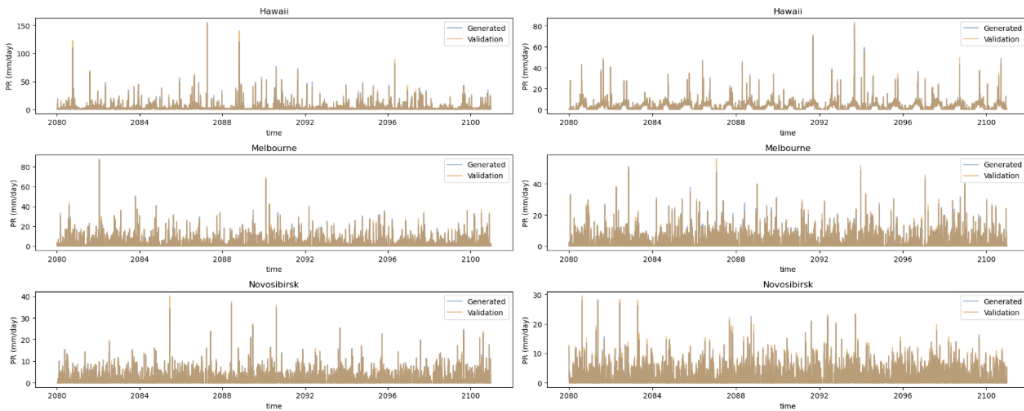 Hawaii
PR (mm/day)
150
100
50
0
Generated
Validation
2080
2084
2088
2092
2096
2100
time
Hawaii
PR (mm/day)
80
60
40
20
0
Generated
Validation
2080
2084
2088
2092
2096
2100
time
Melbourne
PR (mm/day)
80
60
40
20
0
Generated
Validation
2080
2084
2088
2092
2096
2100
time
Melbourne
PR (mm/day)
40
20
0
Generated
Validation
2080
2084
2088
2092
2096
2100
time
Novosibirsk
PR (mm/day)
40
30
20
10
0
Generated
Validation
2080
2084
2088
2092
2096
2100
time
Novosibirsk
PR (mm/day)
30
20
10
0
Generated
Validation
2080
2084
2088
2092
2096
2100
time